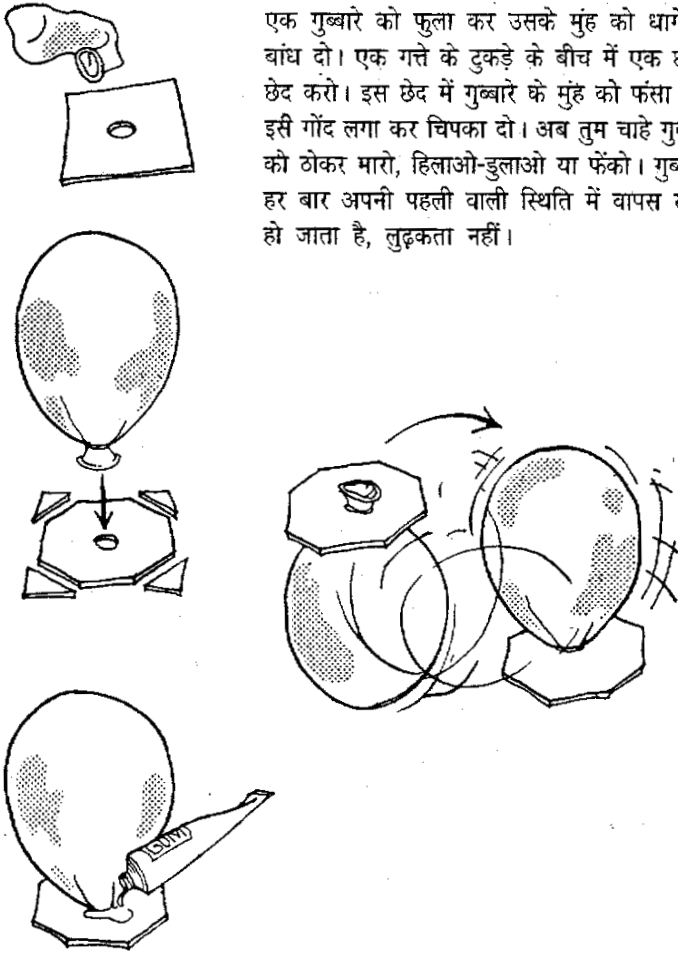 एक गुब्बारे को फुला कर उसके मुंह को धागे
बांध दो। एक गत्ते के टुकड़े के बीच में एक
छेद करो। इस छेद में गुब्बारे के मुंह को फंसा
इसी गोंद लगा कर चिपका दो। अब तुम चाहे
को ठोकर मारो, हिलाओ-डुलाओ या फेंको।
हर बार अपनी पहली वाली स्थिति में वापस
हो जाता है, लुढ़कता नहीं।
GUM